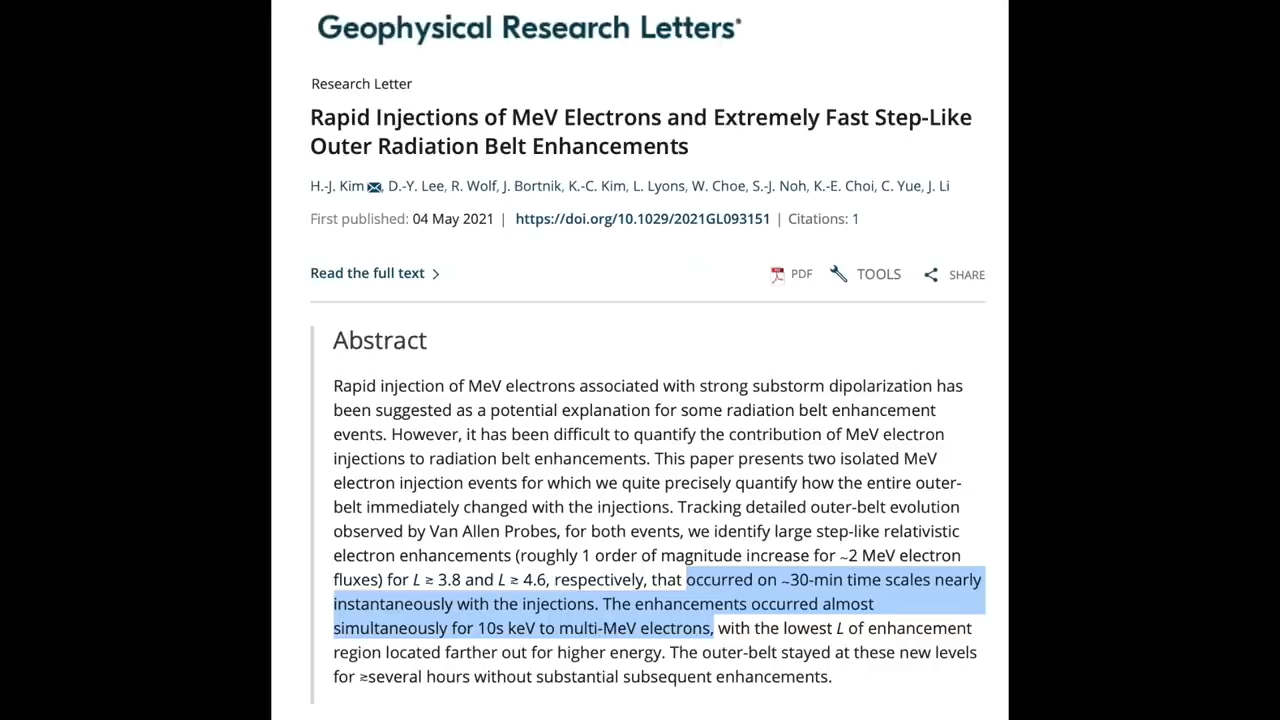 Geophysical Research Letters®
Research Letter
Rapid Injections of MeV Electrons and Extremely Fast Step-Like
Outer Radiation Belt Enhancements
H.-J. Kim, D.-Y. Lee, R. Wolf, J. Bortnik, K.-C. Kim, L. Lyons, W. Choe, S.-J. Noh, K.-E. Choi, C. Yue, J. Li
First published: 04 May 2021 | https://doi.org/10.1029/2021GL093151 | Citations: 1
Read the full text >
PDF TOOLS SHARE
Abstract
Rapid injection of MeV electrons associated with strong substorm dipolarization has
been suggested as a potential explanation for some radiation belt enhancement
events. However, it has been difficult to quantify the contribution of MeV electron
injections to radiation belt enhancements. This paper presents two isolated MeV
electron injection events for which we quite precisely quantify how the entire outer-
belt immediately changed with the injections. Tracking detailed outer-belt evolution
observed by Van Allen Probes, for both events, we identify large step-like relativistic
electron enhancements (roughly 1 order of magnitude increase for ~2 MeV electron
fluxes) for L ≳ 3.8 and L ≳ 4.6, respectively, that occurred on ~30-min time scales nearly
instantaneously with the injections. The enhancements occurred almost
simultaneously for 10s keV to multi-MeV electrons, with the lowest L of enhancement
region located farther out for higher energy. The outer-belt stayed at these new levels
for ≳several hours without substantial subsequent enhancements.